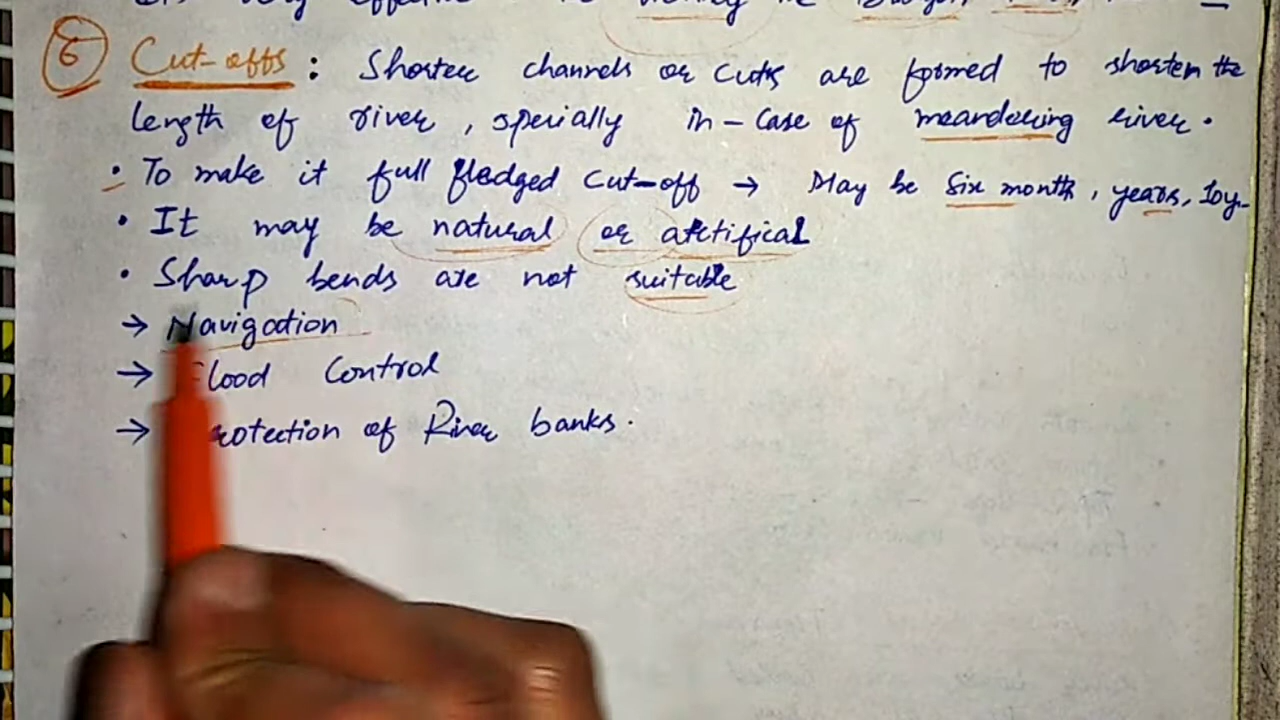 ⑥ Cut-offs : Shorter channels or cuts are formed to shorten the
length of river, specially in-case of meandering river.
• To make it full fledged cut-off → May be six month, years, 10y-
• It may be natural or artifical
• Sharp bends are not suitable
→ Navigation
→ Flood Control
→ Protection of River banks.